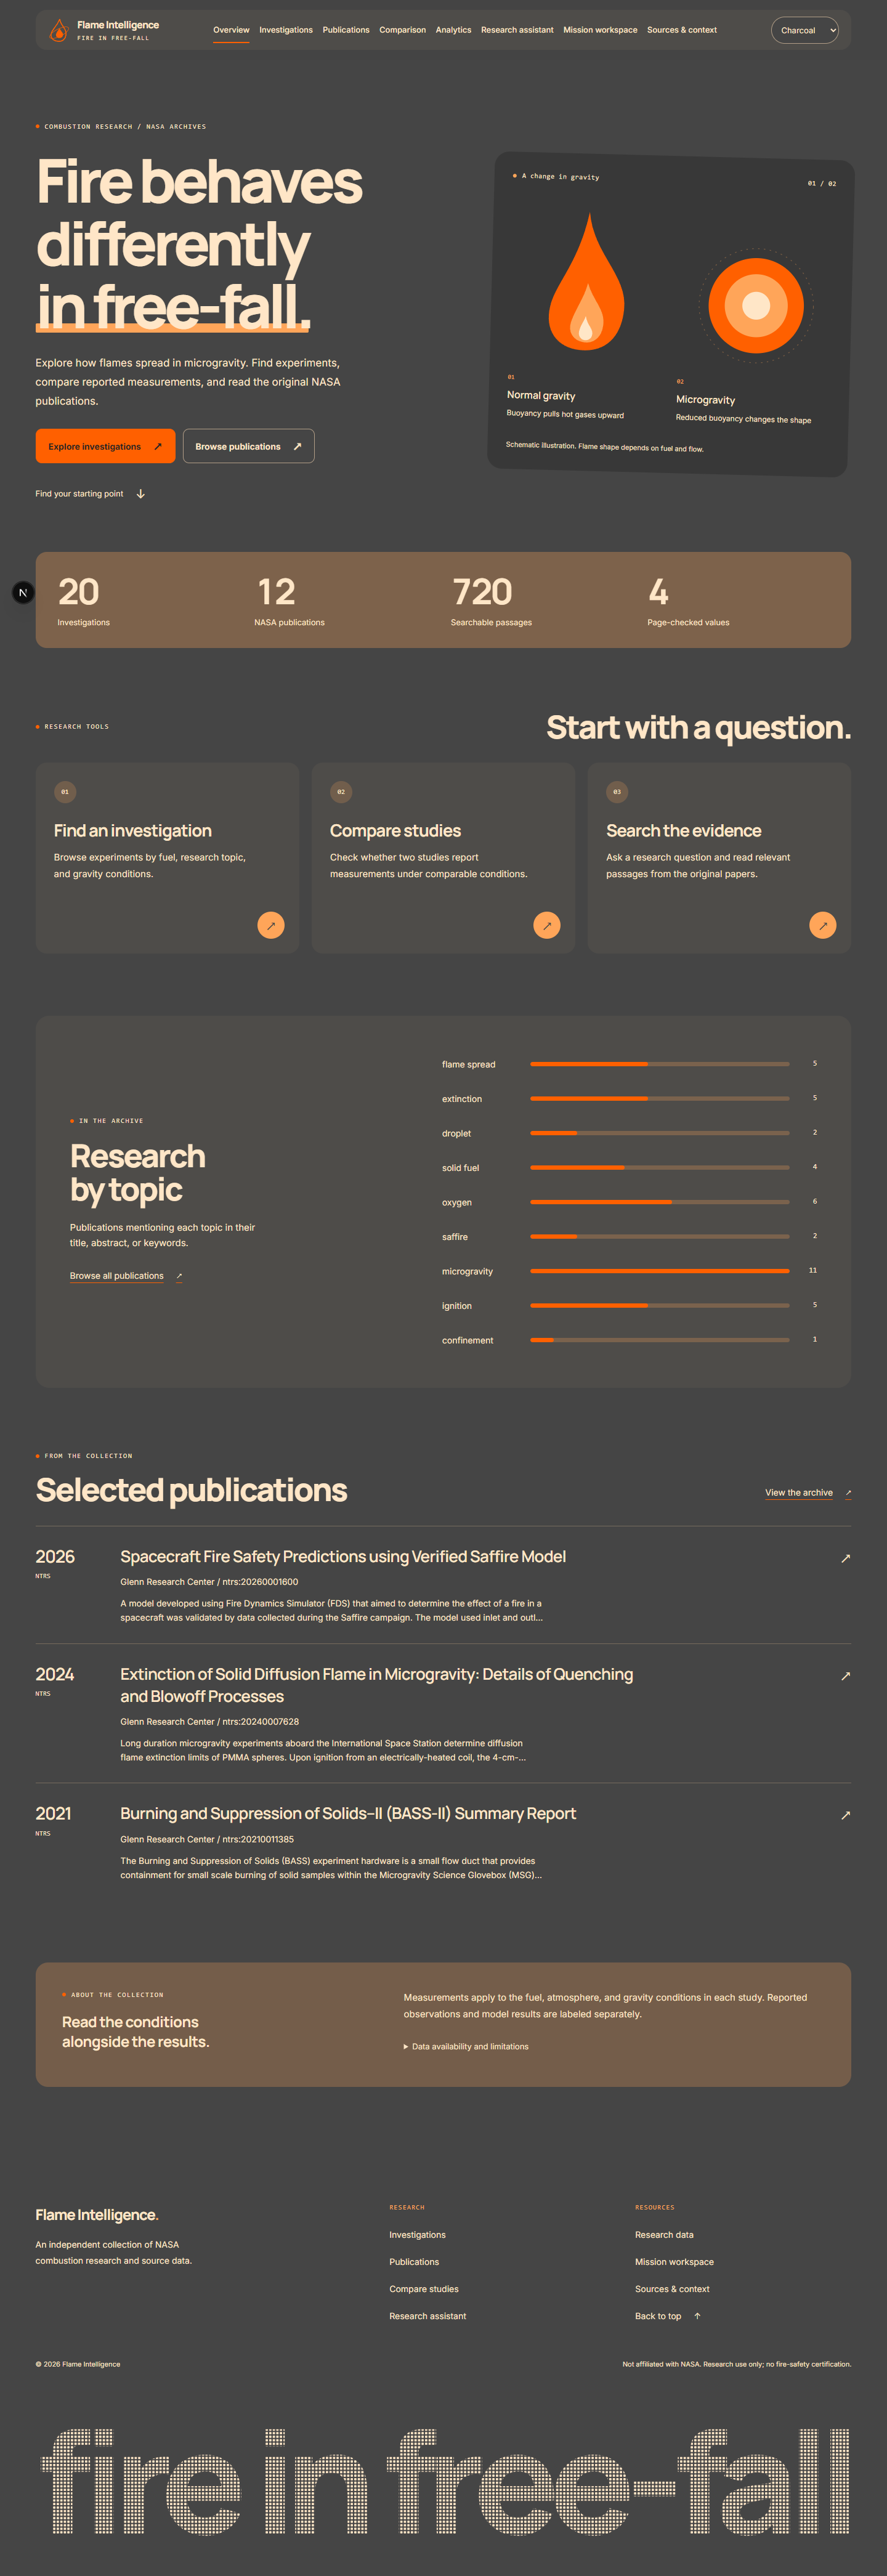 Flame Intelligence
FIRE IN FREE-FALL
Overview Investigations Publications Comparison Analytics Research assistant Mission workspace Sources & context
Charcoal
COMBUSTION RESEARCH / NASA ARCHIVES
Fire behaves
differently
in free-fall.
Explore how flames spread in microgravity. Find experiments,
compare reported measurements, and read the original NASA
publications.
Explore investigations ↗
Browse publications ↗
Find your starting point ↓
A change in gravity
01 / 02
01
Normal gravity
Buoyancy pulls hot gases upward
02
Microgravity
Reduced buoyancy changes the shape
Schematic illustration. Flame shape depends on fuel and flow.
N
20
Investigations
12
NASA publications
720
Searchable passages
4
Page-checked values
RESEARCH TOOLS
Start with a question.
01
Find an investigation
Browse experiments by fuel, research topic,
and gravity conditions.
↗
02
Compare studies
Check whether two studies report
measurements under comparable conditions.
↗
03
Search the evidence
Ask a research question and read relevant
passages from the original papers.
↗
IN THE ARCHIVE
Research
by topic
Publications mentioning each topic in their
title, abstract, or keywords.
Browse all publications ↗
flame spread 5
extinction 5
droplet 2
solid fuel 4
oxygen 6
saffire 2
microgravity 11
ignition 5
confinement 1
FROM THE COLLECTION
Selected publications
View the archive ↗
2026
NTRS
Spacecraft Fire Safety Predictions using Verified Saffire Model
Glenn Research Center / ntrs:20260001600
A model developed using Fire Dynamics Simulator (FDS) that aimed to determine the effect of a fire in a
spacecraft was validated by data collected during the Saffire campaign. The model used inlet and outl...
↗
2024
NTRS
Extinction of Solid Diffusion Flame in Microgravity: Details of Quenching
and Blowoff Processes
Glenn Research Center / ntrs:20240007628
Long duration microgravity experiments aboard the International Space Station determine diffusion
flame extinction limits of PMMA spheres. Upon ignition from an electrically-heated coil, the 4-cm-...
↗
2021
NTRS
Burning and Suppression of Solids–II (BASS-II) Summary Report
Glenn Research Center / ntrs:20210011385
The Burning and Suppression of Solids (BASS) experiment hardware is a small flow duct that provides
containment for small scale burning of solid samples within the Microgravity Science Glovebox (MSG)...
↗
ABOUT THE COLLECTION
Read the conditions
alongside the results.
Measurements apply to the fuel, atmosphere, and gravity conditions in each study. Reported
observations and model results are labeled separately.
Data availability and limitations
Flame Intelligence.
An independent collection of NASA
combustion research and source data.
RESEARCH
Investigations
Publications
Compare studies
Research assistant
RESOURCES
Research data
Mission workspace
Sources & context
Back to top ↑
© 2026 Flame Intelligence
Not affiliated with NASA. Research use only; no fire-safety certification.
fire in free-fall